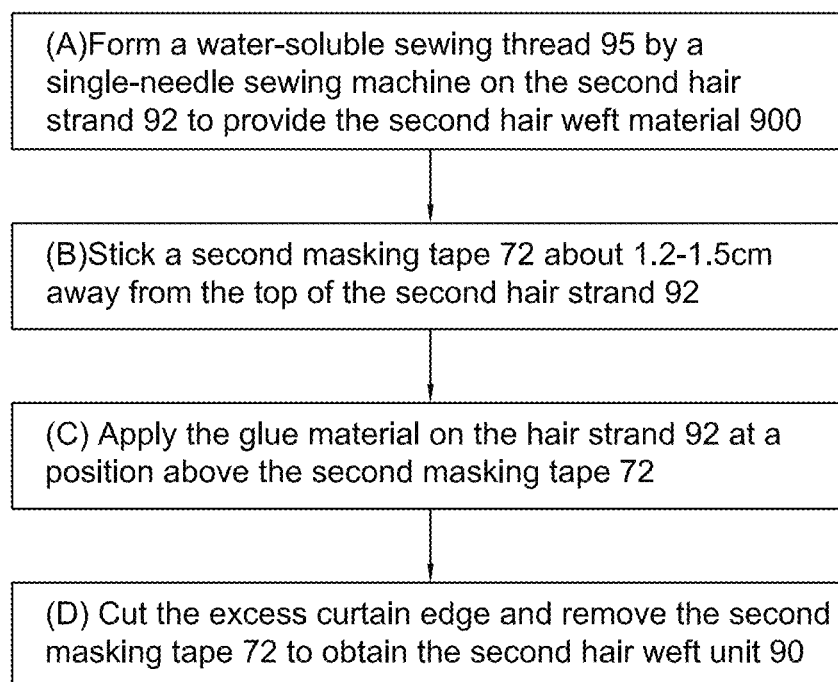 (A)Form a water-soluble sewing thread 95 by a
single-needle sewing machine on the second hair
strand 92 to provide the second hair weft material 900
(B)Stick a second masking tape 72 about 1.2-1.5cm
away from the top of the second hair strand 92
(C) Apply the glue material on the hair strand 92 at a
position above the second masking tape 72
(D) Cut the excess curtain edge and remove the second
masking tape 72 to obtain the second hair weft unit 90